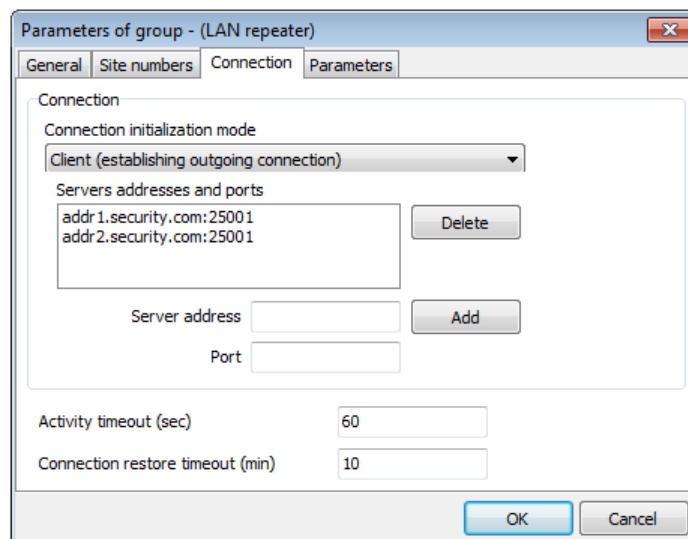 Parameters of group - (LAN repeater)
General Site numbers Connection Parameters
Connection
Connection initialization mode
Client (establishing outgoing connection)
Servers addresses and ports
addr1.security.com:25001
addr2.security.com:25001
Delete
Server address
Add
Port
Activity timeout (sec) 60
Connection restore timeout (min) 10
OK Cancel